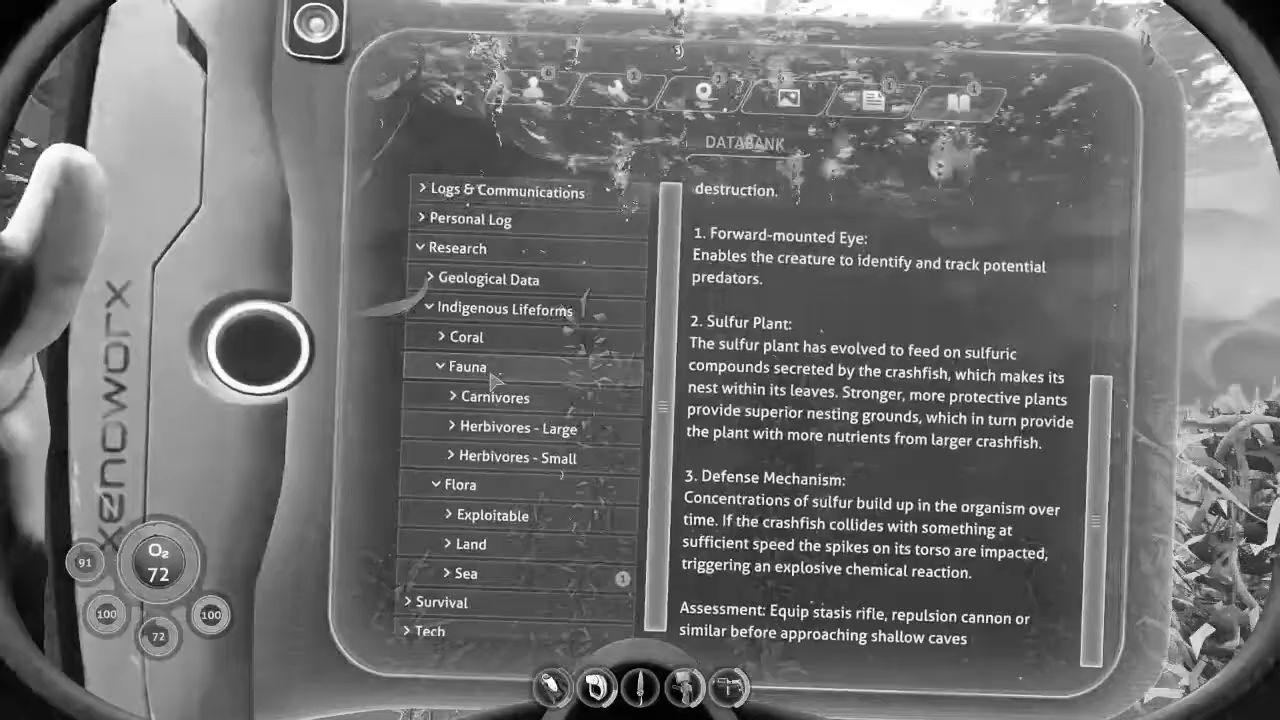 DATABANK
> Logs & Communications
> Personal Log
Research
> Geological Data
Indigenous Lifeforms
> Coral
Fauna
> Carnivores
> Herbivores - Large
> Herbivores - Small
Flora
> Exploitable
> Land
> Sea
1
> Survival
> Tech
destruction.
1. Forward-mounted Eye:
Enables the creature to identify and track potential
predators.
2. Sulfur Plant:
The sulfur plant has evolved to feed on sulfuric
compounds secreted by the crashfish, which makes its
nest within its leaves. Stronger, more protective plants
provide superior nesting grounds, which in turn provide
the plant with more nutrients from larger crashfish.
3. Defense Mechanism:
Concentrations of sulfur build up in the organism over
time. If the crashfish collides with something at
sufficient speed the spikes on its torso are impacted,
triggering an explosive chemical reaction.
Assessment: Equip stasis rifle, repulsion cannon or
similar before approaching shallow caves
xenoworx
O₂
72
91
100
100
72